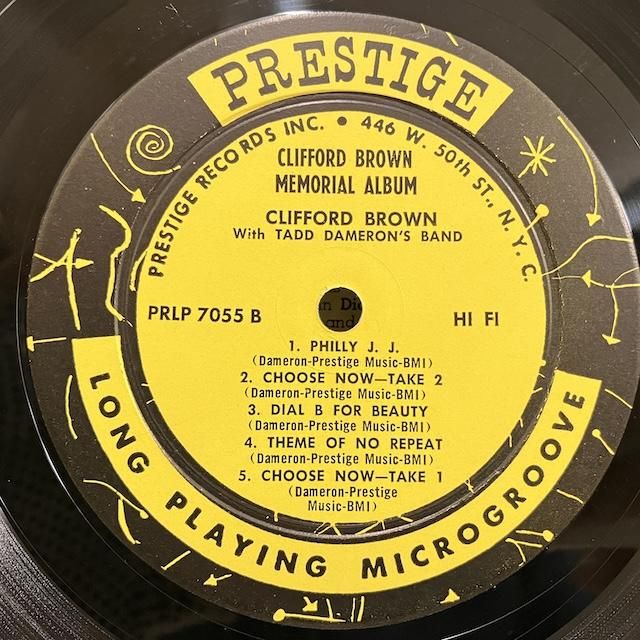 PRESTIGE
PRESTIGE RECORDS INC. • 446 W. 50th ST., N.Y.C.
CLIFFORD BROWN
MEMORIAL ALBUM
CLIFFORD BROWN
With TADD DAMERON'S BAND
PRLP 7055 B
HI FI
1. PHILLY J. J.
(Dameron-Prestige Music-BMI)
2. CHOOSE NOW—TAKE 2
(Dameron-Prestige Music-BMI)
3. DIAL B FOR BEAUTY
(Dameron-Prestige Music-BMI)
4. THEME OF NO REPEAT
(Dameron-Prestige Music-BMI)
5. CHOOSE NOW—TAKE 1
(Dameron-Prestige
Music-BMI)
LONG PLAYING MICROGROOVE